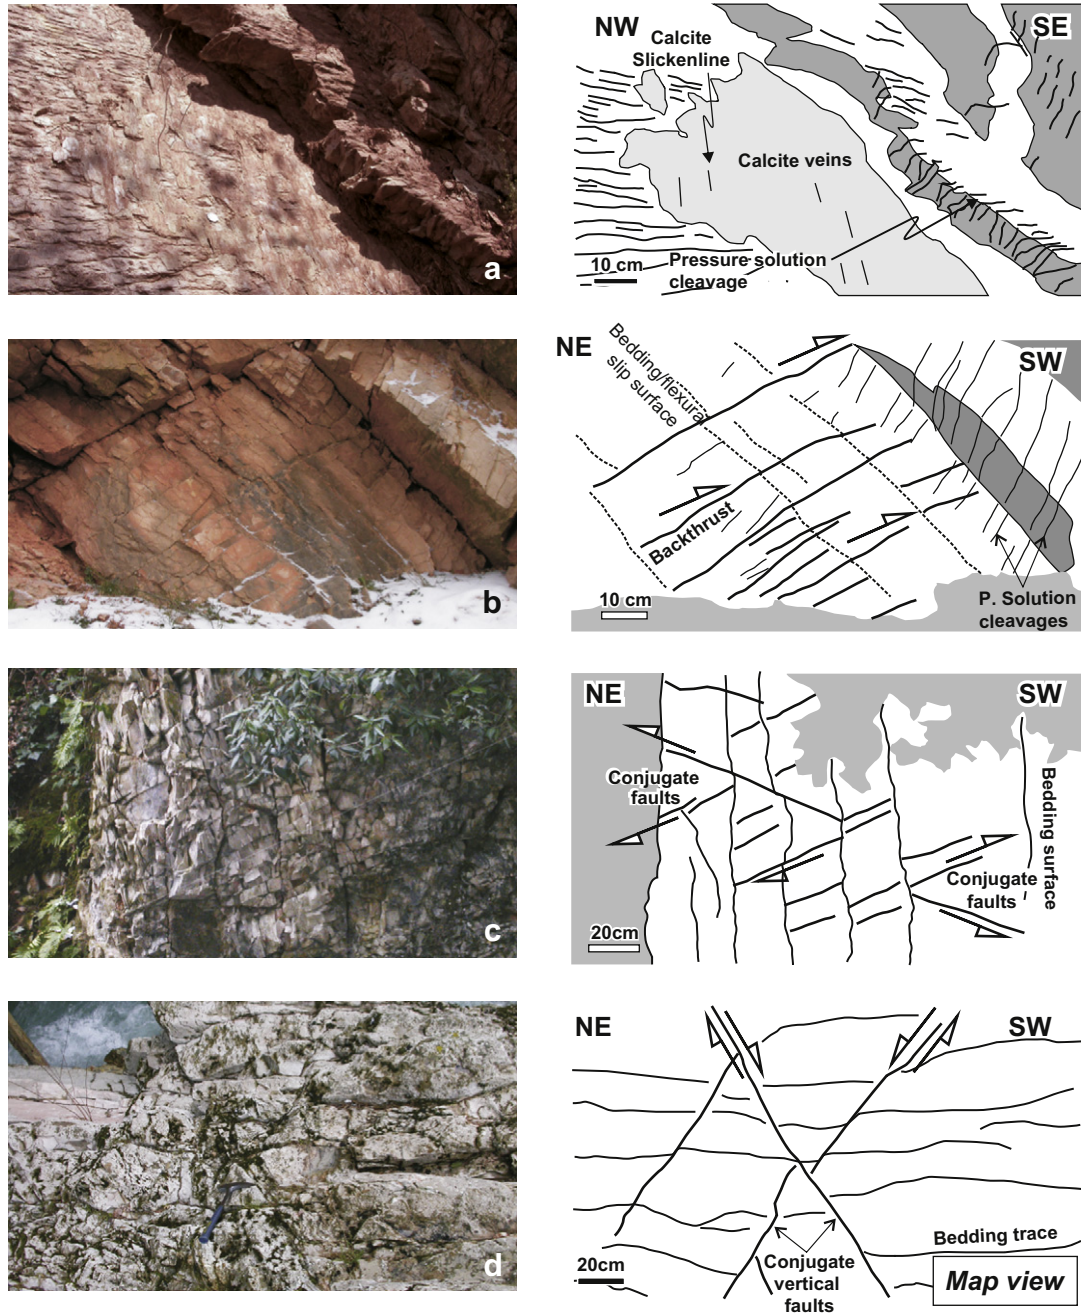 NW
Calcite
Slickenline
SE
Calcite veins
Pressure solution
cleavage
10 cm
a
NE
Bedding/flexural
slip surface
SW
Backthrust
P. Solution
cleavages
10 cm
b
NE
SW
Conjugate
faults
Bedding surface
Conjugate
faults
20cm
c
NE
SW
Bedding trace
Conjugate
vertical
faults
20cm
Map view
d